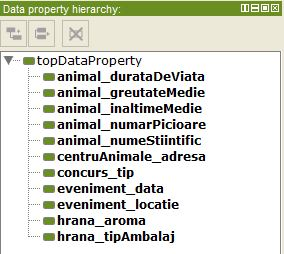 Data property hierarchy:
topDataProperty
animal_durataDeViata
animal_greutateMedie
animal_inaltimeMedie
animal_numarPicioare
animal_numeStiintific
centruAnimale_adresa
concurs_tip
eveniment_data
eveniment_locatie
hrana_aroma
hrana_tipAmbalaj